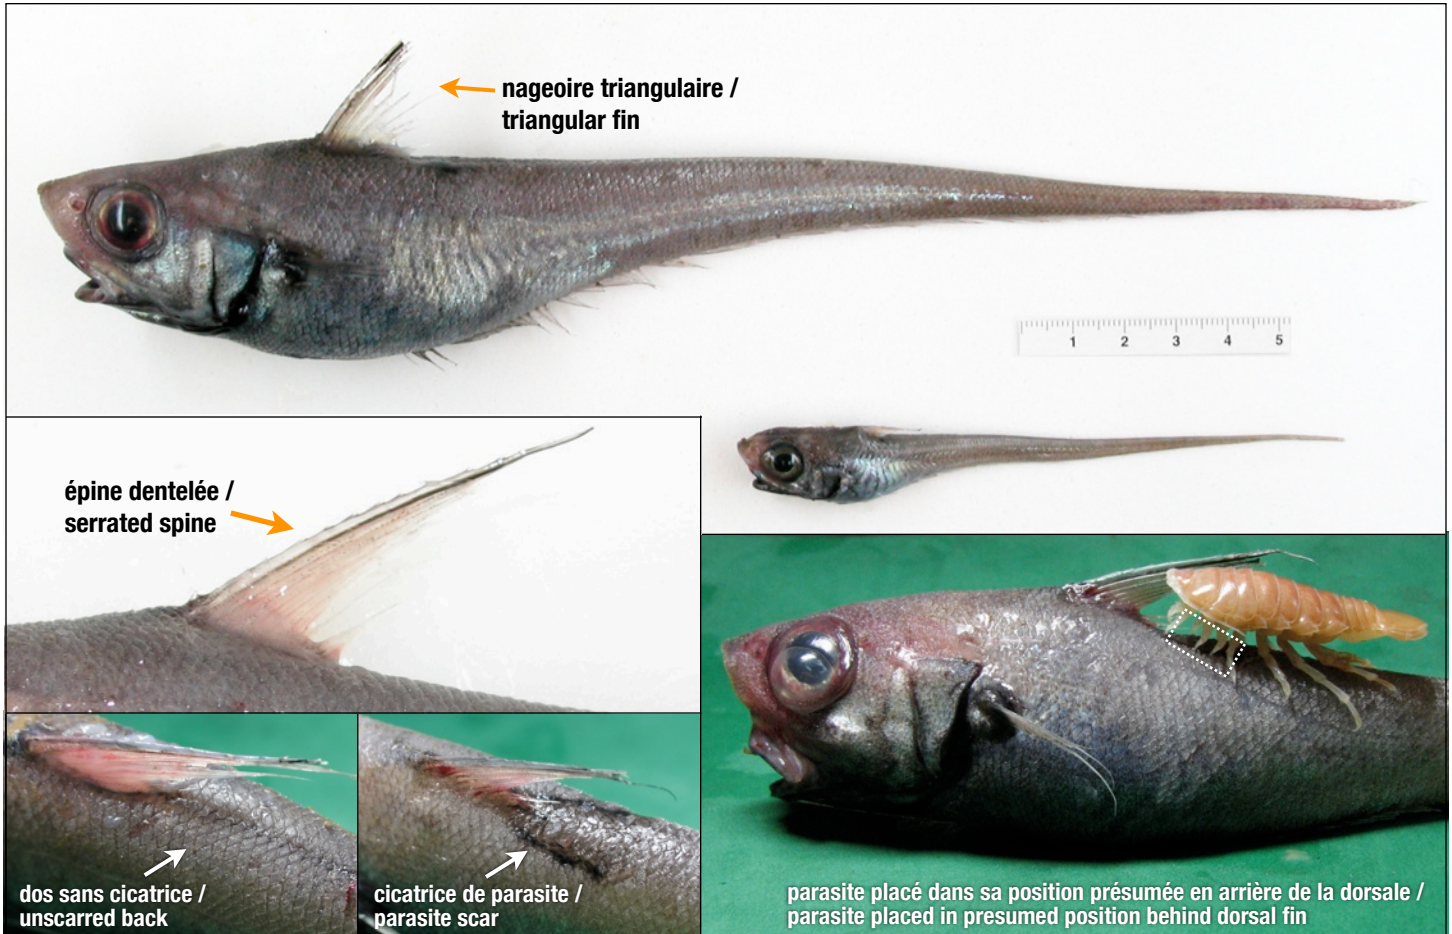 nageoire triangulaire /
triangular fin
1 2 3 4 5
épine dentelée /
serrated spine
dos sans cicatrice /
unscarred back
cicatrice de parasite /
parasite scar
parasite placé dans sa position présumée en arrière de la dorsale /
parasite placed in presumed position behind dorsal fin